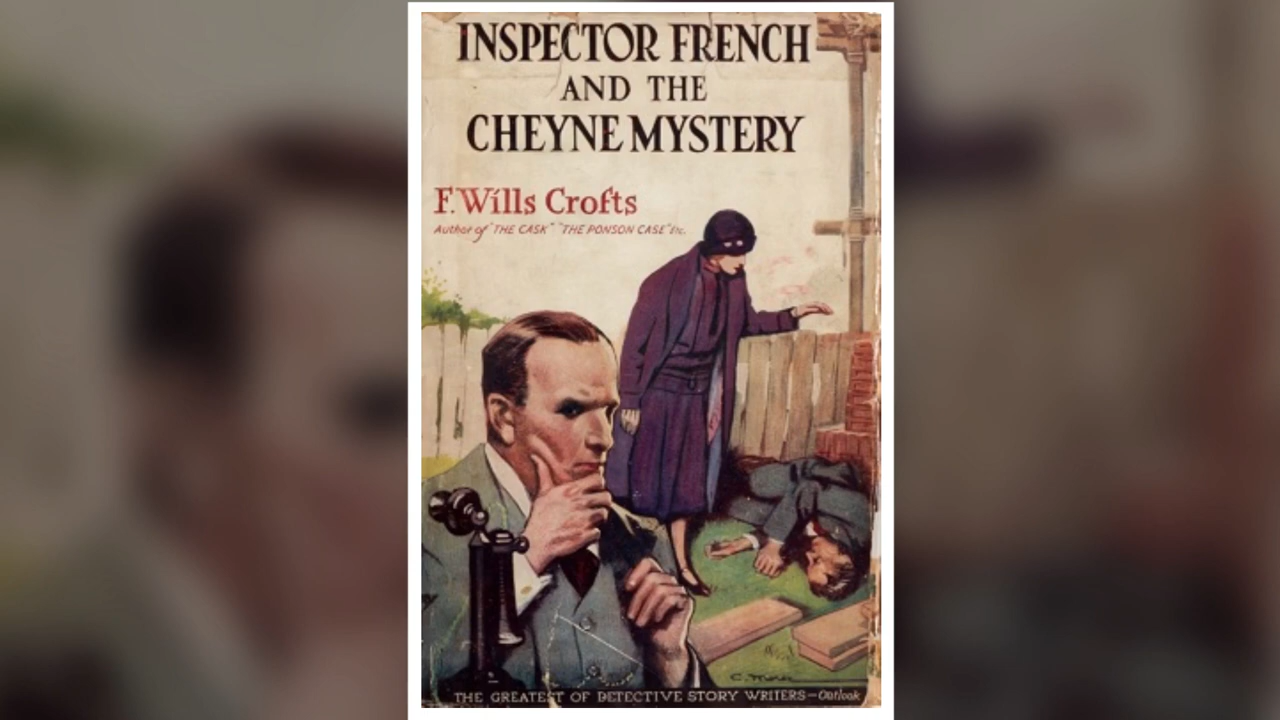 INSPECTOR FRENCH
AND THE
CHEYNE MYSTERY
F. Wills Crofts
Author of "THE CASK" "THE PONSON CASE" Etc.
THE GREATEST OF DETECTIVE STORY WRITERS—Outlook